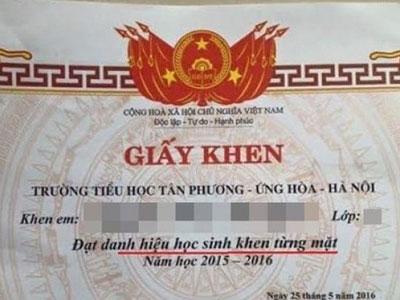 CỘNG HOÀ XÃ HỘI CHỦ NGHĨA VIỆT NAM
Độc lập - Tự do - Hạnh phúc
GIẤY KHEN
TRƯỜNG TIỂU HỌC TÂN PHƯƠNG - ỨNG HÒA - HÀ NỘI
Khen em: Lớp:
Đạt danh hiệu học sinh khen từng mặt
Năm học 2015 – 2016
Ngày 25 tháng 5 năm 2016